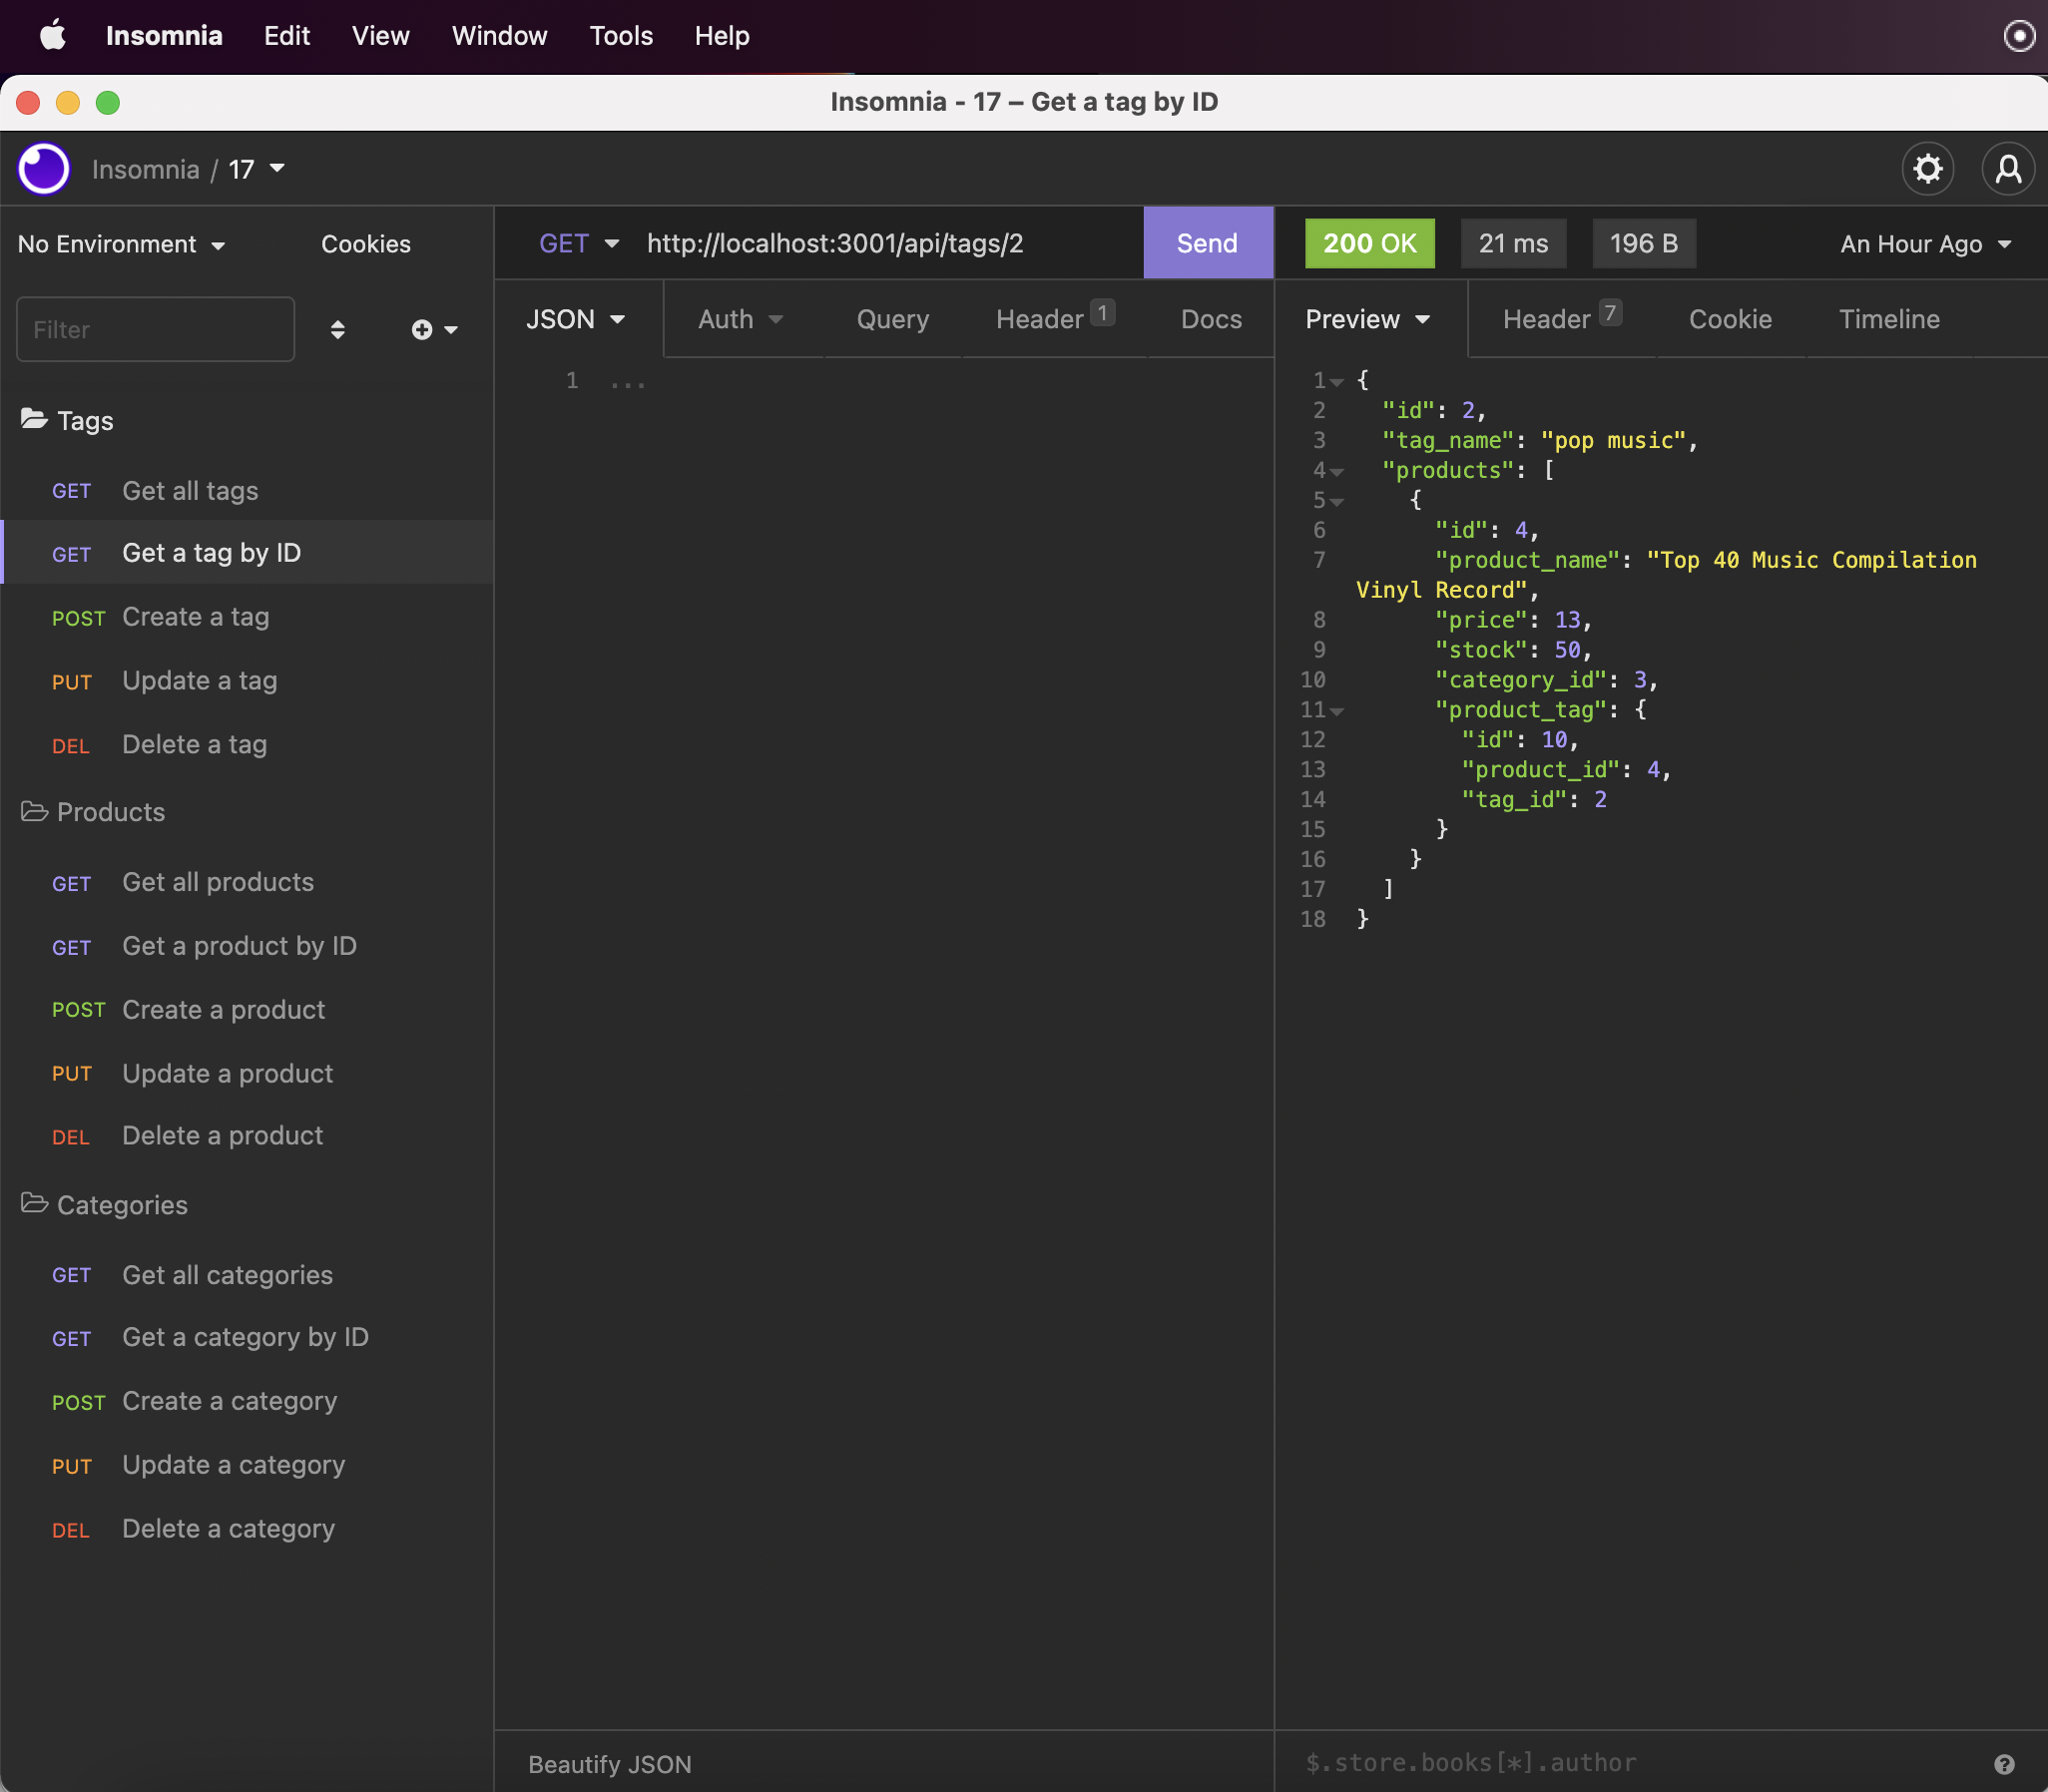 Insomnia Edit View Window Tools Help
Insomnia - 17 – Get a tag by ID
Insomnia / 17
No Environment Cookies
Filter
Tags
GET Get all tags
GET Get a tag by ID
POST Create a tag
PUT Update a tag
DEL Delete a tag
Products
GET Get all products
GET Get a product by ID
POST Create a product
PUT Update a product
DEL Delete a product
Categories
GET Get all categories
GET Get a category by ID
POST Create a category
PUT Update a category
DEL Delete a category
GET http://localhost:3001/api/tags/2 Send
JSON Auth Query Header 1 Docs
1 ...
Beautify JSON
200 OK 21 ms 196 B An Hour Ago
Preview Header 7 Cookie Timeline
1 {
2 "id": 2,
3 "tag_name": "pop music",
4 "products": [
5 {
6 "id": 4,
7 "product_name": "Top 40 Music Compilation
Vinyl Record",
8 "price": 13,
9 "stock": 50,
10 "category_id": 3,
11 "product_tag": {
12 "id": 10,
13 "product_id": 4,
14 "tag_id": 2
15 }
16 }
17 ]
18 }
$.store.books[*].author ?